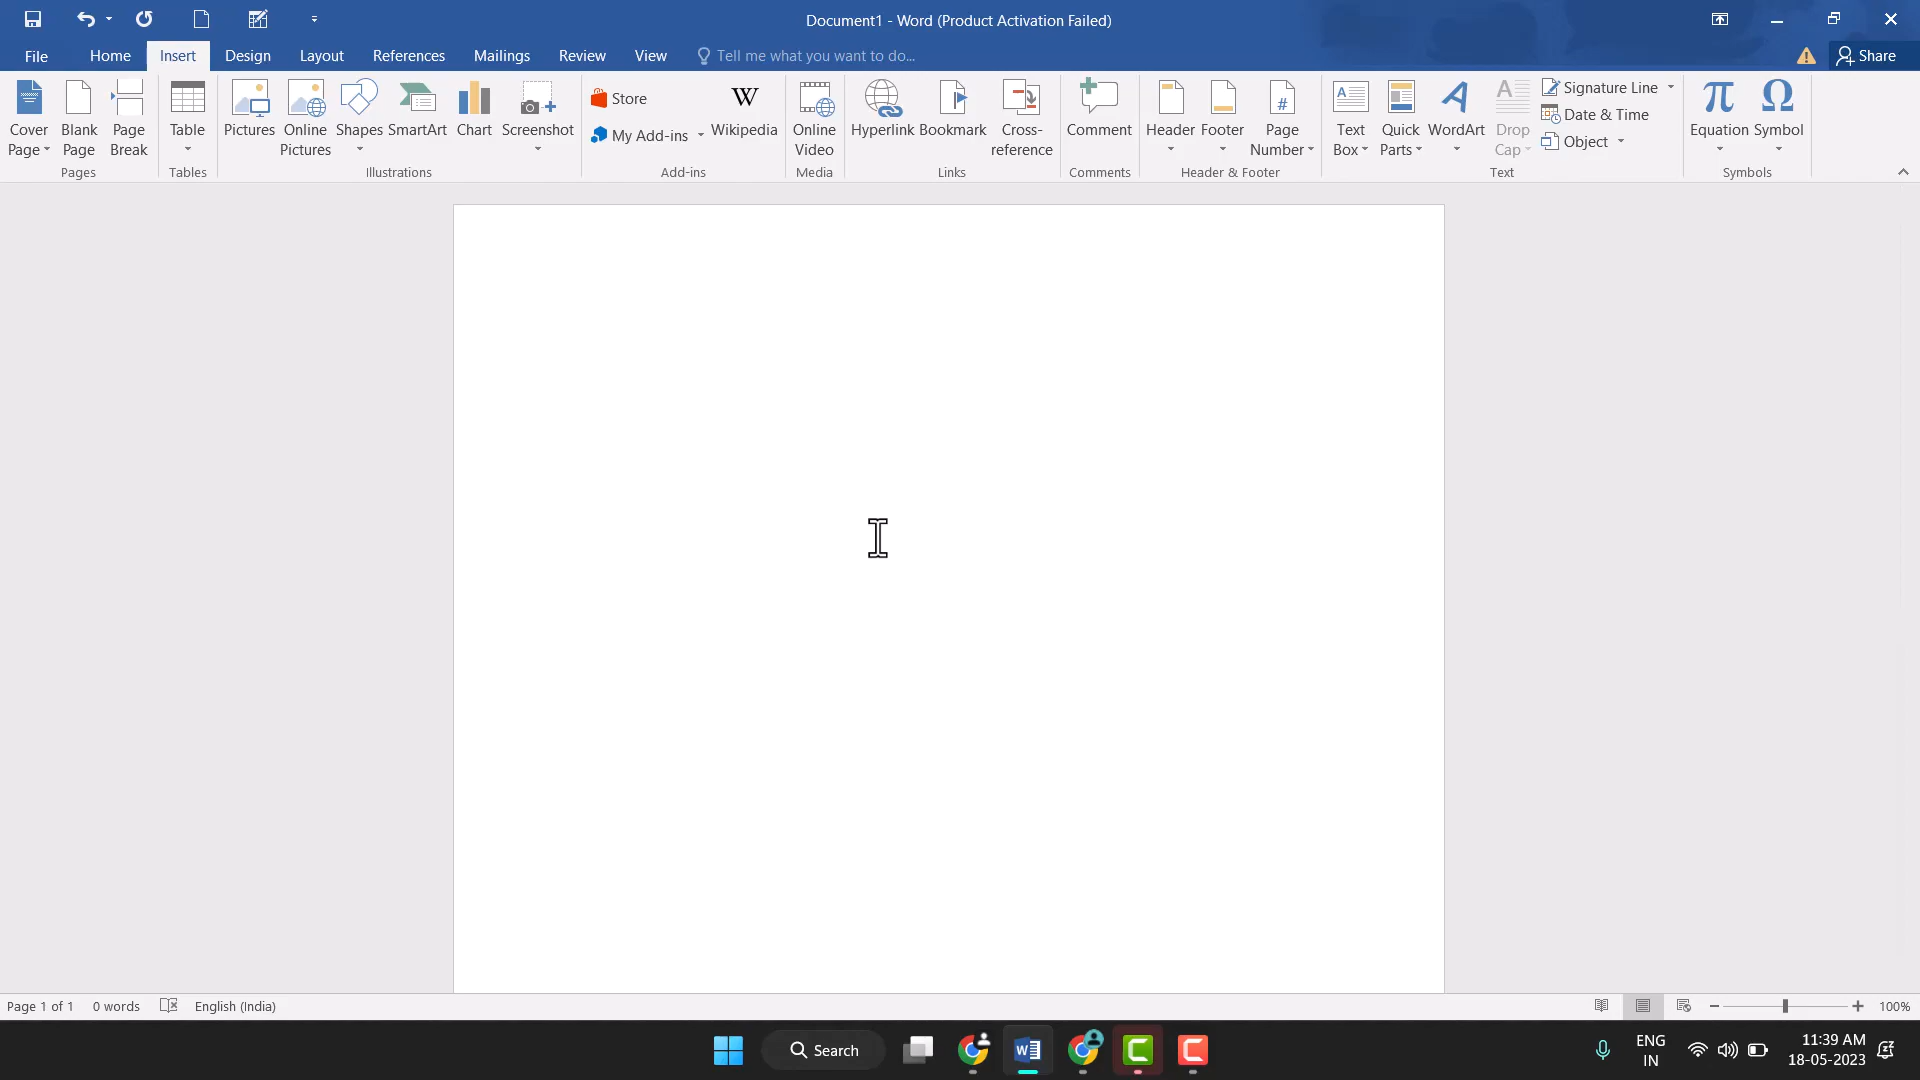 Document1 - Word (Product Activation Failed)
File Home Insert Design Layout References Mailings Review View Tell me what you want to do... Share
Cover Page
Blank Page
Page Break
Pages
Table
Tables
Pictures
Online Pictures
Shapes
SmartArt
Chart
Screenshot
Illustrations
Store
My Add-ins
W
Wikipedia
Add-ins
Online Video
Media
Hyperlink
Bookmark
Cross-reference
Links
Comment
Comments
Header
Footer
Page Number
Header & Footer
Text Box
Quick Parts
WordArt
Drop Cap
Signature Line
Date & Time
Object
Text
π
Equation
Ω
Symbol
Symbols
Page 1 of 1 0 words English (India) 100%
Search
ENG
IN
11:39 AM
18-05-2023